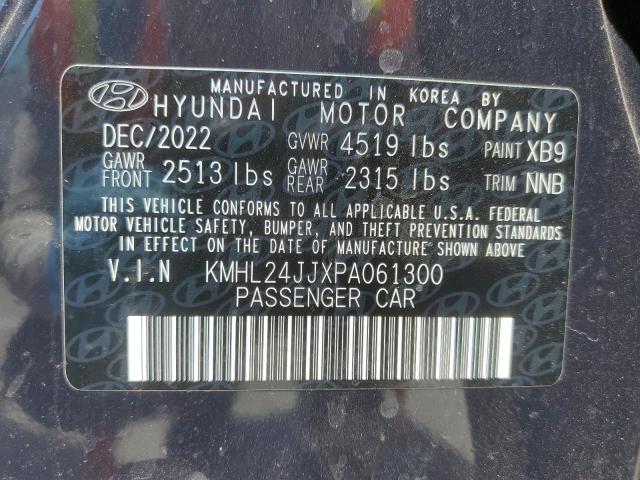 MANUFACTURED IN KOREA BY
HYUNDAI MOTOR COMPANY
DEC/2022 GVWR 4519 lbs PAINT XB9
GAWR FRONT 2513 lbs GAWR REAR 2315 lbs TRIM NNB
THIS VEHICLE CONFORMS TO ALL APPLICABLE U.S.A. FEDERAL
MOTOR VEHICLE SAFETY, BUMPER, AND THEFT PREVENTION
STANDARDS IN EFFECT ON THE DATE OF MANUFACTURE SHOWN ABOVE.
V.I.N KMHL24JJXPA061300
PASSENGER CAR